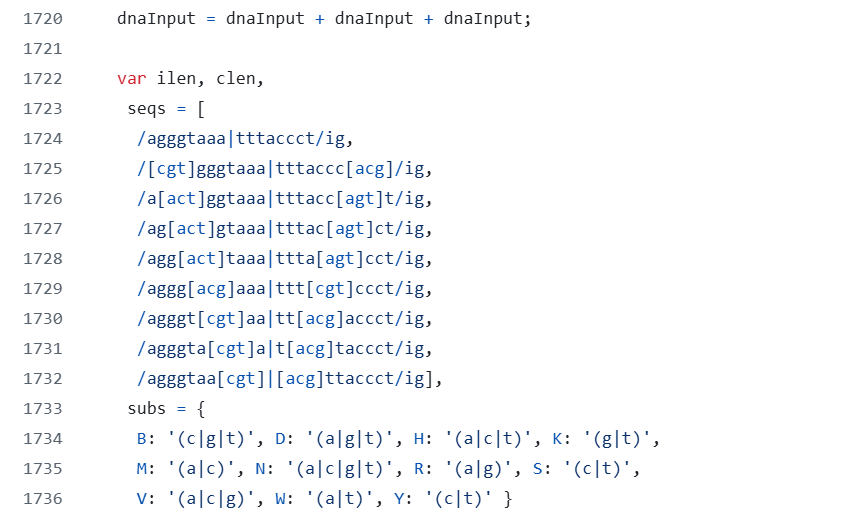 1720 dnaInput = dnaInput + dnaInput + dnaInput;
1721
1722 var ilen, clen,
1723 seqs = [
1724 /agggtaaa|tttaccct/ig,
1725 /[cgt]gggtaaa|tttaccc[acg]/ig,
1726 /a[act]ggtaaa|tttacc[agt]t/ig,
1727 /ag[act]gtaaa|tttac[agt]ct/ig,
1728 /agg[act]taaa|ttta[agt]cct/ig,
1729 /aggg[acg]aaa|ttt[cgt]ccct/ig,
1730 /agggt[cgt]aa|tt[acg]accct/ig,
1731 /agggta[cgt]a|t[acg]taccct/ig,
1732 /agggtaa[cgt]|[acg]ttaccct/ig],
1733 subs = {
1734 B: '(c|g|t)', D: '(a|g|t)', H: '(a|c|t)', K: '(g|t)',
1735 M: '(a|c)', N: '(a|c|g|t)', R: '(a|g)', S: '(c|t)',
1736 V: '(a|c|g)', W: '(a|t)', Y: '(c|t)' }